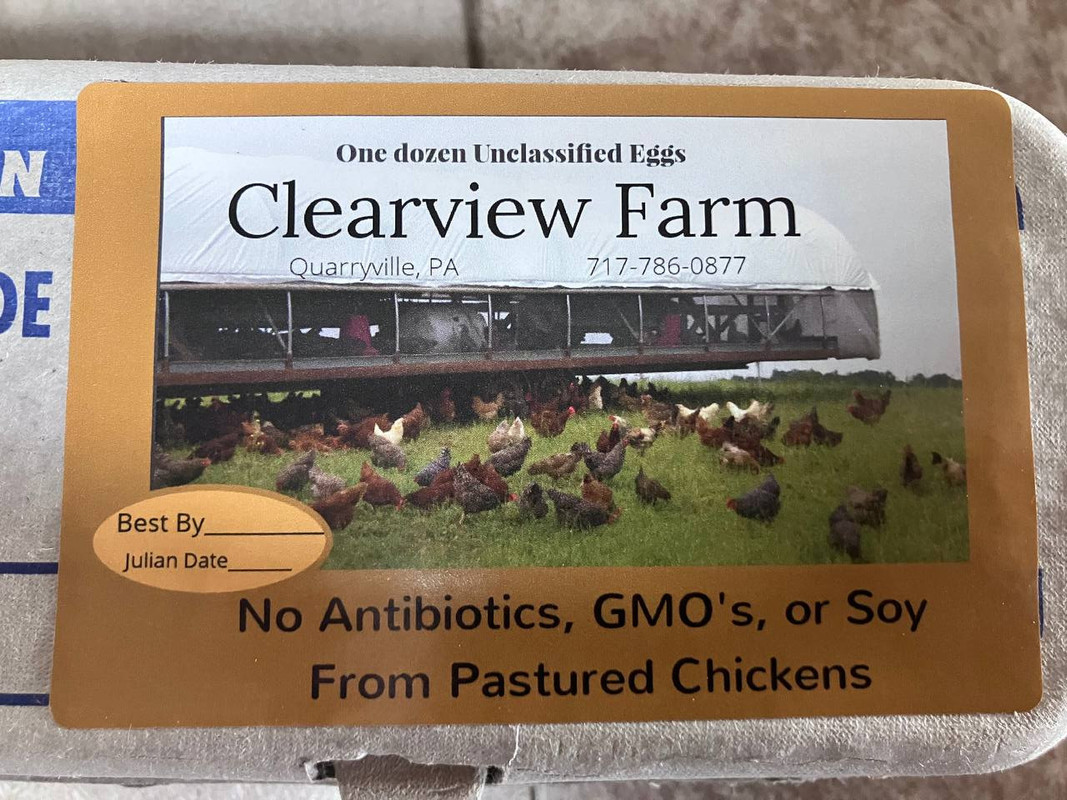 One dozen Unclassified Eggs
Clearview Farm
Quarryville, PA 717-786-0877
Best By
Julian Date
No Antibiotics, GMO's, or Soy
From Pastured Chickens